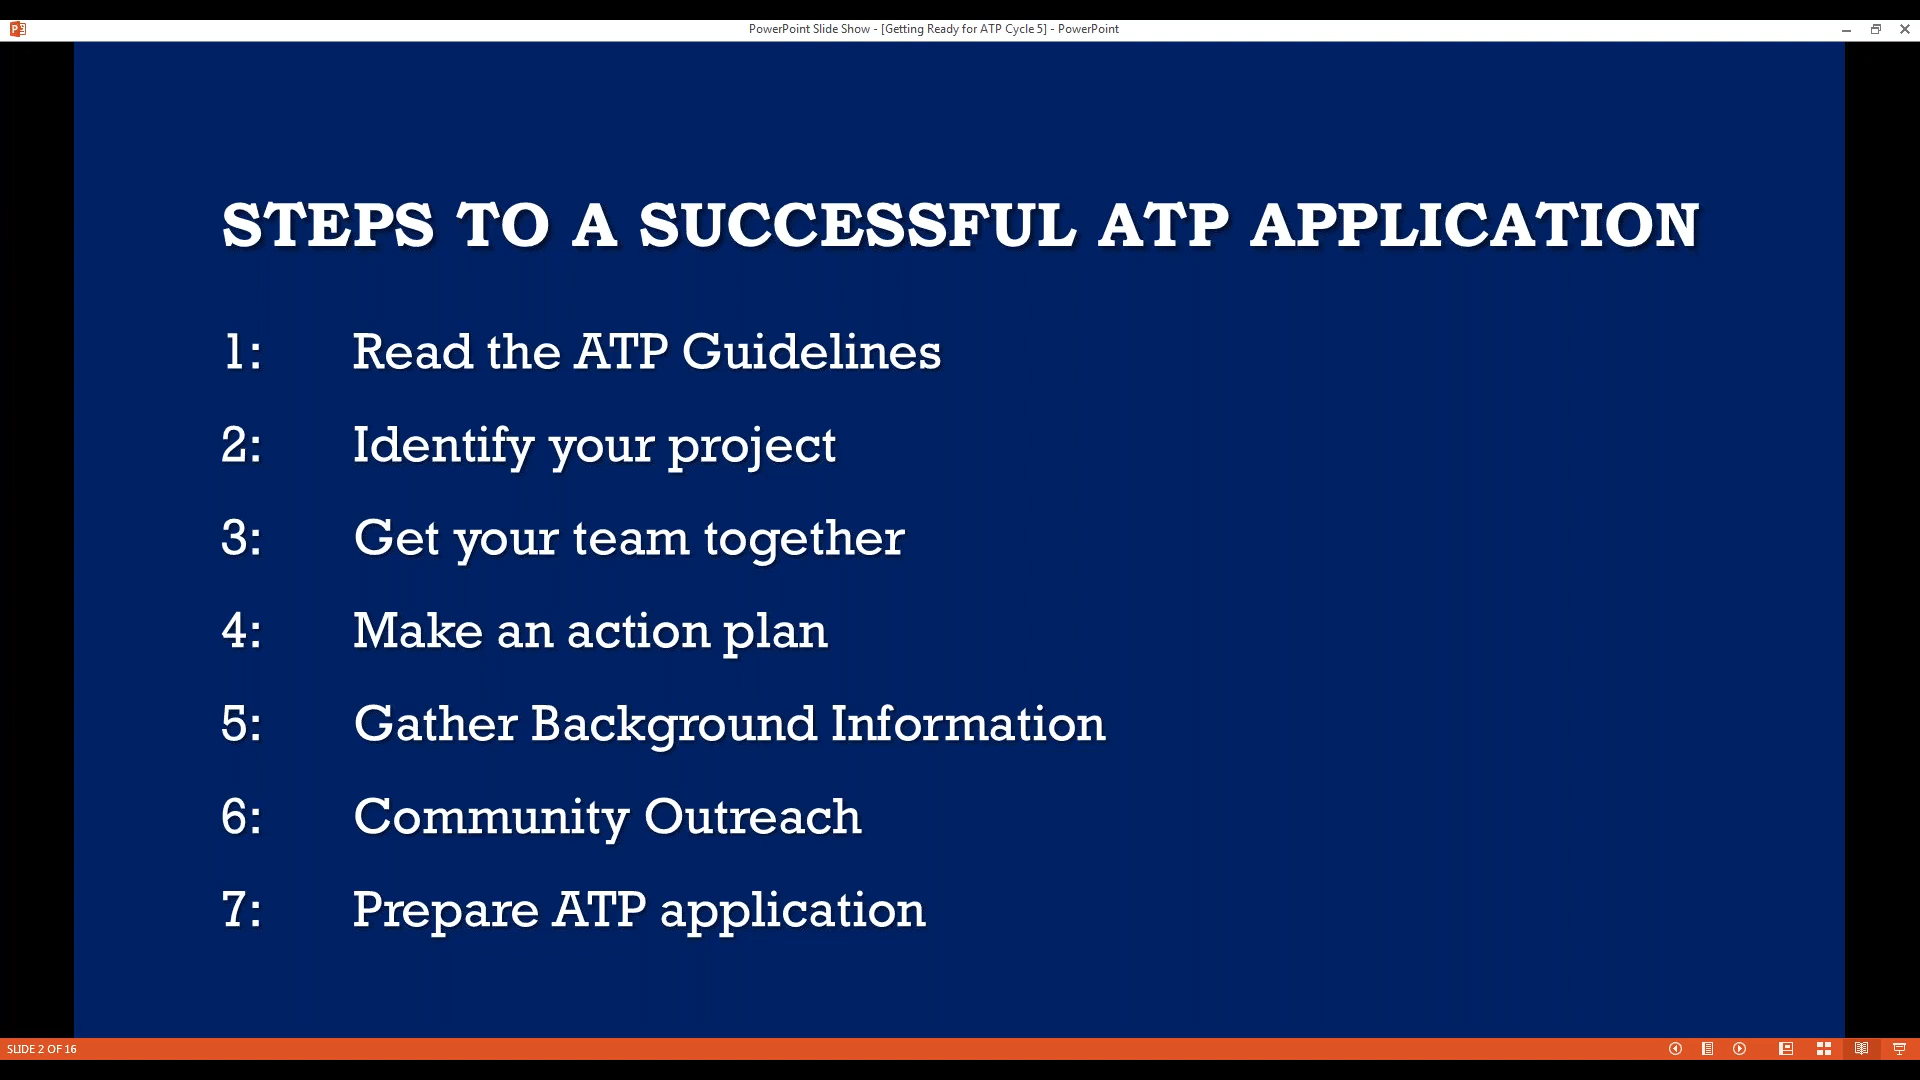 PowerPoint Slide Show - [Getting Ready for ATP Cycle 5] - PowerPoint
STEPS TO A SUCCESSFUL ATP APPLICATION
1: Read the ATP Guidelines
2: Identify your project
3: Get your team together
4: Make an action plan
5: Gather Background Information
6: Community Outreach
7: Prepare ATP application
SLIDE 2 OF 16